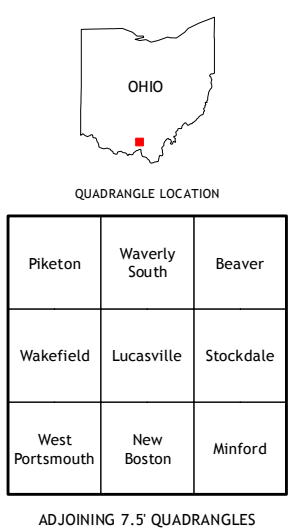 OHIO
QUADRANGLE LOCATION
Piketon
Waverly
South
Beaver
Wakefield
Lucasville
Stockdale
West
Portsmouth
New
Boston
Minford
ADJOINING 7.5' QUADRANGLES